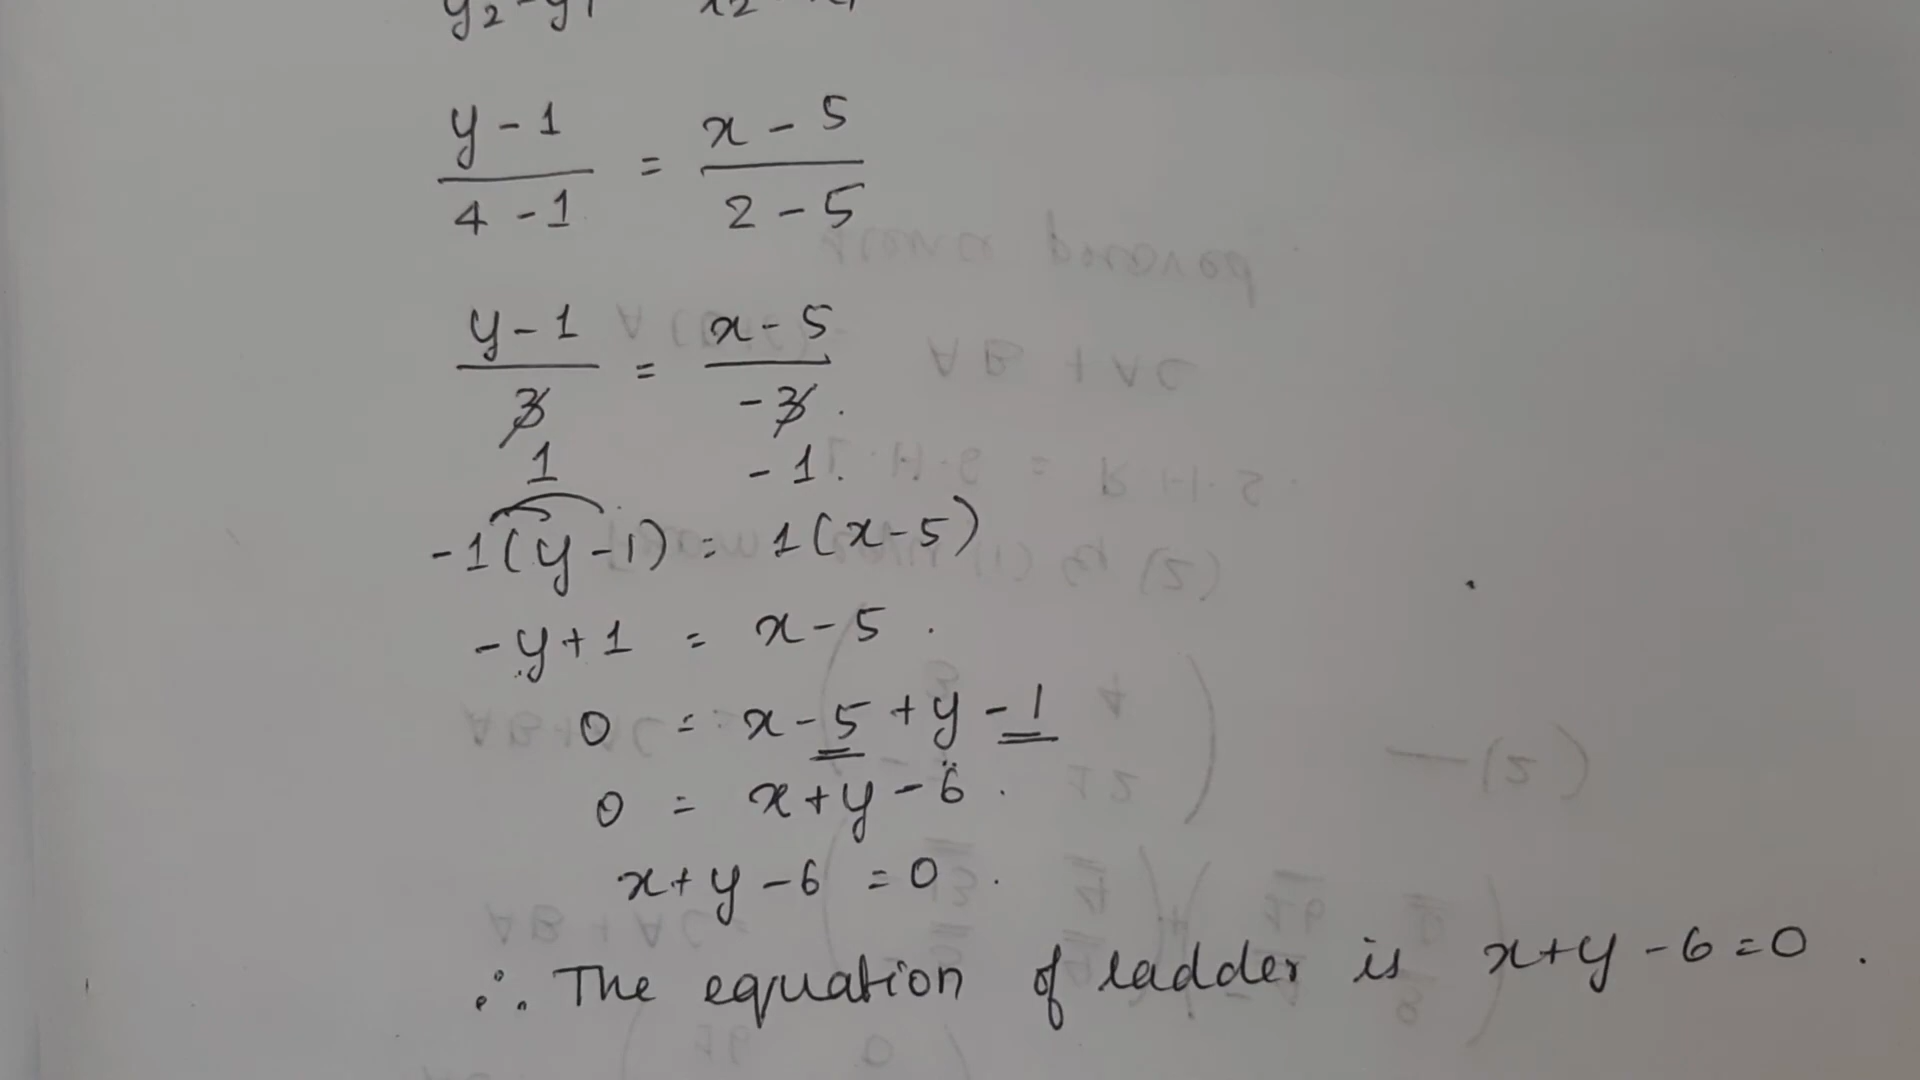 y-1 / 4-1 = x-5 / 2-5
y-1 / 3 = x-5 / -3.
1 -1.
-1(y-1) = 1(x-5)
-y+1 = x-5.
0 = x-5+y-1
0 = x+y-6.
x+y-6=0.
∴ The equation of ladder is x+y-6=0.